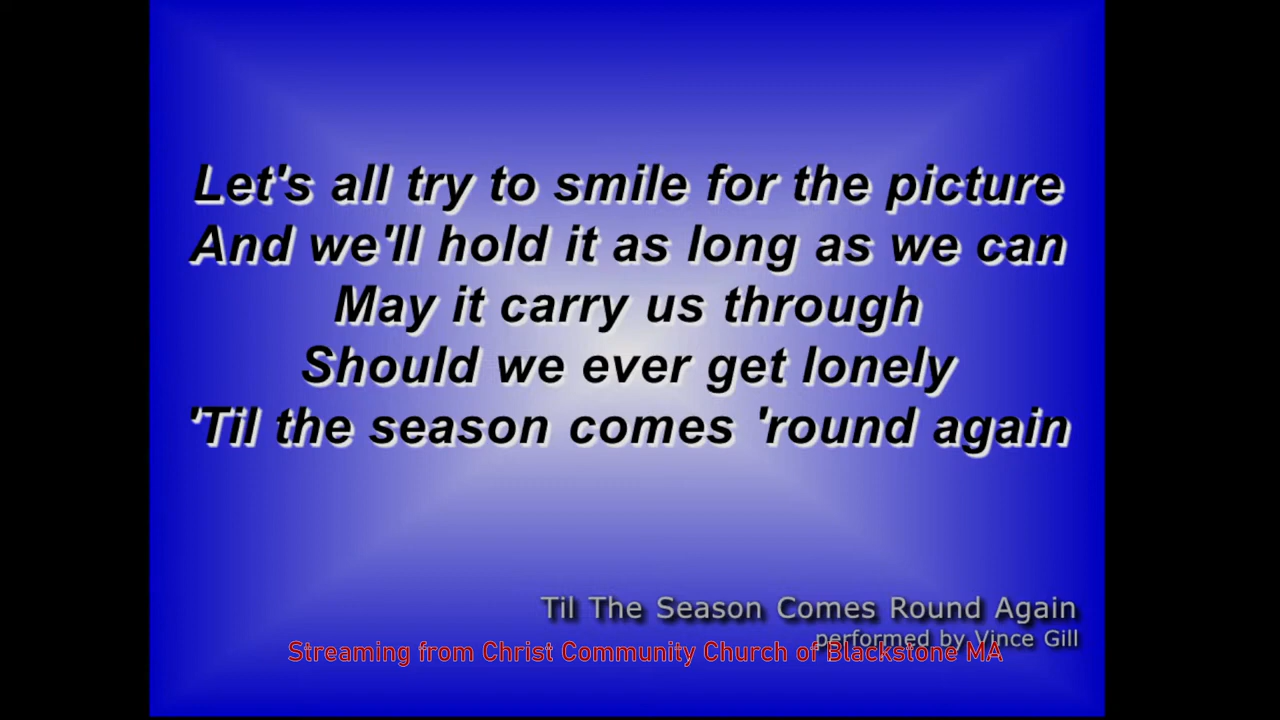 Let's all try to smile for the picture
And we'll hold it as long as we can
May it carry us through
Should we ever get lonely
'Til the season comes 'round again
Til The Season Comes Round Again
performed by Vince Gill
Streaming from Christ Community Church of Blackstone MA